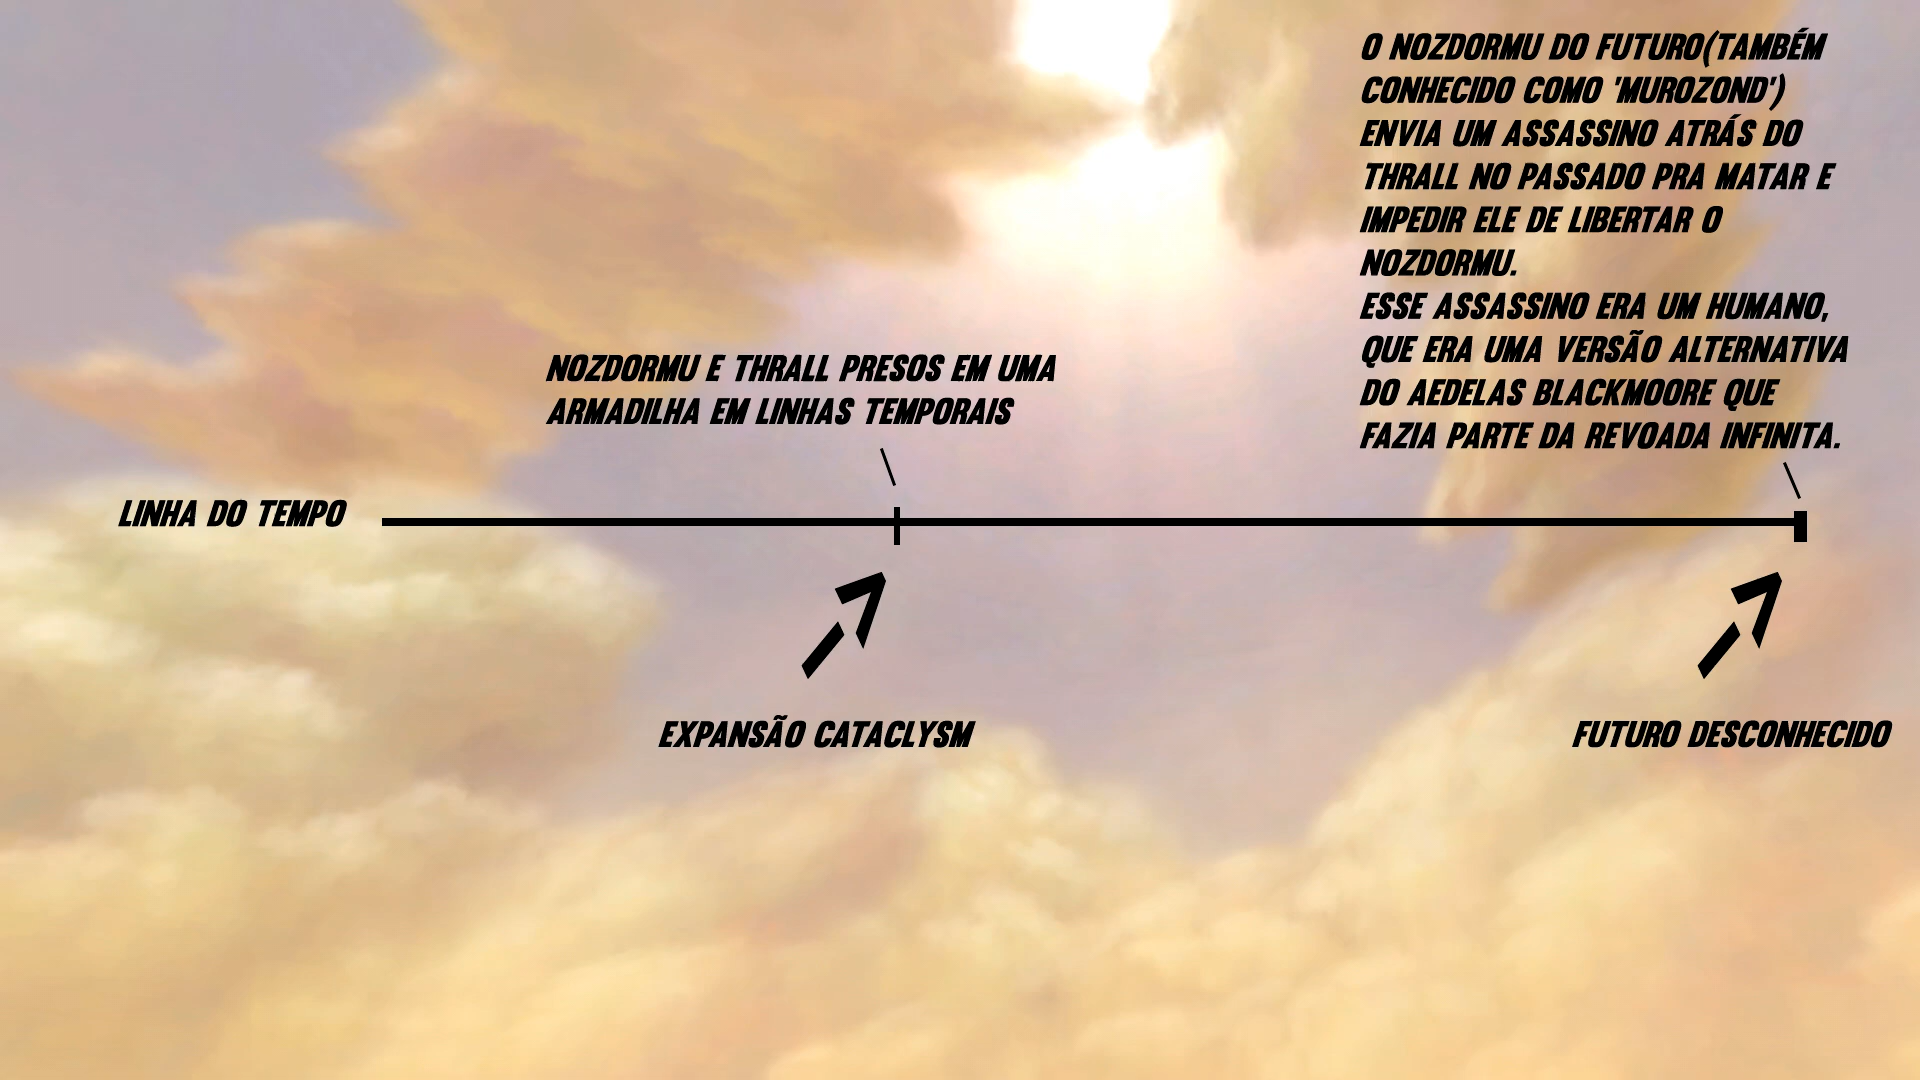 O NOZDORMU DO FUTURO(TAMBÉM
CONHECIDO COMO 'MUROZOND')
ENVIA UM ASSASSINO ATRÁS DO
THRALL NO PASSADO PRA MATAR E
IMPEDIR ELE DE LIBERTAR O
NOZDORMU.
ESSE ASSASSINO ERA UM HUMANO,
QUE ERA UMA VERSÃO ALTERNATIVA
DO AEDELAS BLACKMOORE QUE
FAZIA PARTE DA REVOADA INFINITA.
NOZDORMU E THRALL PRESOS EM UMA
ARMADILHA EM LINHAS TEMPORAIS
LINHA DO TEMPO
EXPANSÃO CATACLYSM
FUTURO DESCONHECIDO